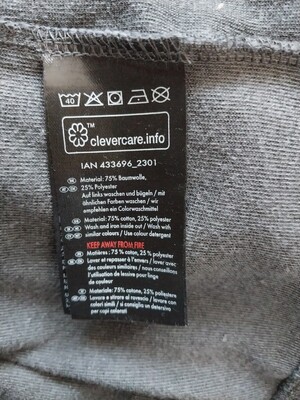 40
™
clevercare.info
IAN 433696_2301
Material: 75% Baumwolle,
25% Polyester
Auf links waschen und bügeln / mit
ähnlichen Farben waschen / wir
empfehlen ein Colorwaschmittel
Material: 75% cotton, 25% polyester
Wash and iron inside out / Wash with
similar colours / Use colour detergent
KEEP AWAY FROM FIRE
Matières : 75 % coton, 25 % polyester
Laver et repasser à l'envers / laver avec
des couleurs similaires / nous conseillons
l'utilisation de lessive pour linge
de couleur
Materiale: 75% cotone, 25% poliestere
Lavare e stirare al rovescio / lavare con
colori simili / si consiglia un detersivo
per capi colorati